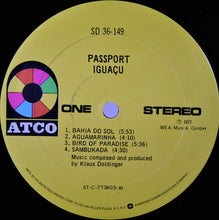 SD 36-149
PASSPORT
IGUAÇU
ATCO
ONE
STEREO
℗ 1977
WEA Musik GmbH
1. BAHIA DO SOL (5:53)
2. AGUAMARINHA (4:30)
3. BIRD OF PARADISE (5:36)
4. SAMBUKADA (4:30)
Music composed and produced
by Klaus Doldinger
ST-C-773803-m